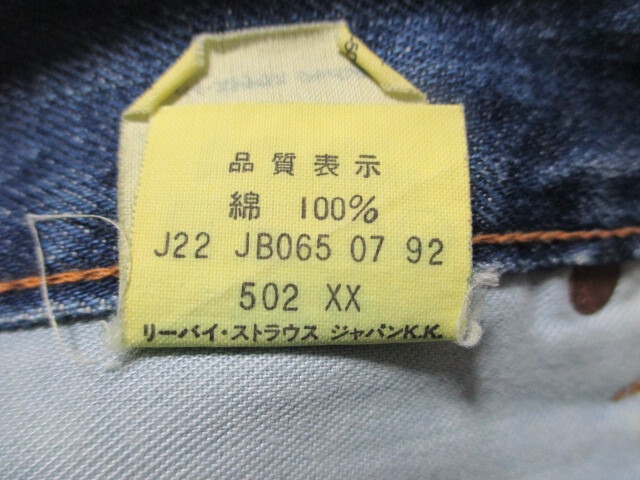 品質表示
綿 100%
J22 JB065 07 92
502 XX
リーバイ・ストラウス ジャパンK.K.